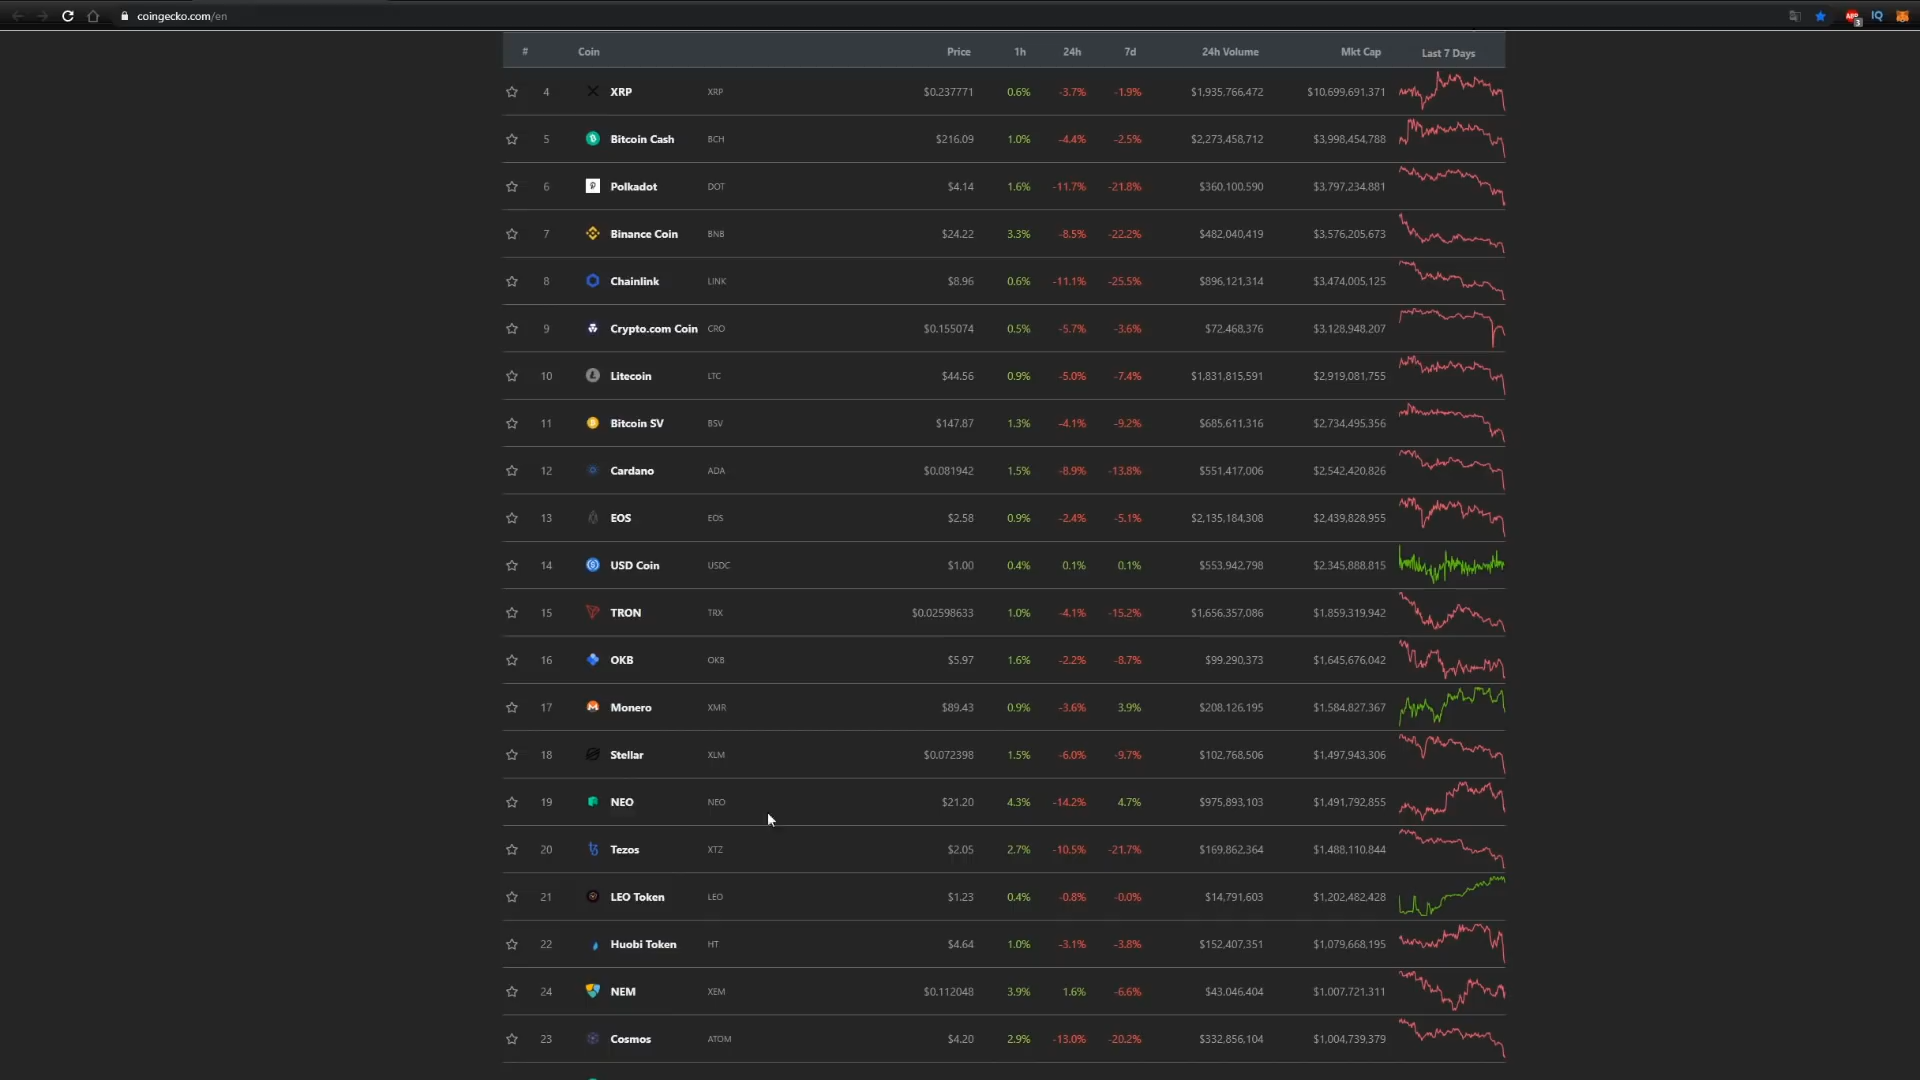 coingecko.com/en
ABP 3 IQ
# Coin Price 1h 24h 7d 24h Volume Mkt Cap Last 7 Days
4 XRP XRP $0.237771 0.6% -3.7% -1.9% $1,935,766,472 $10,699,691,371
5 Bitcoin Cash BCH $216.09 1.0% -4.4% -2.5% $2,273,458,712 $3,998,454,788
6 Polkadot DOT $4.14 1.6% -11.7% -21.8% $360,100,590 $3,797,234,881
7 Binance Coin BNB $24.22 3.3% -8.5% -22.2% $482,040,419 $3,576,205,673
8 Chainlink LINK $8.96 0.6% -11.1% -25.5% $896,121,314 $3,474,005,125
9 Crypto.com Coin CRO $0.155074 0.5% -5.7% -3.6% $72,468,376 $3,128,948,207
10 Litecoin LTC $44.56 0.9% -5.0% -7.4% $1,831,815,591 $2,919,081,755
11 Bitcoin SV BSV $147.87 1.3% -4.1% -9.2% $685,611,316 $2,734,495,356
12 Cardano ADA $0.081942 1.5% -8.9% -13.8% $551,417,006 $2,542,420,826
13 EOS EOS $2.58 0.9% -2.4% -5.1% $2,135,184,308 $2,439,828,955
14 USD Coin USDC $1.00 0.4% 0.1% 0.1% $553,942,798 $2,345,888,815
15 TRON TRX $0.02598633 1.0% -4.1% -15.2% $1,656,357,086 $1,859,319,942
16 OKB OKB $5.97 1.6% -2.2% -8.7% $99,290,373 $1,645,676,042
17 Monero XMR $89.43 0.9% -3.6% 3.9% $208,126,195 $1,584,827,367
18 Stellar XLM $0.072398 1.5% -6.0% -9.7% $102,768,506 $1,497,943,306
19 NEO NEO $21.20 4.3% -14.2% 4.7% $975,893,103 $1,491,792,855
20 Tezos XTZ $2.05 2.7% -10.5% -21.7% $169,862,364 $1,488,110,844
21 LEO Token LEO $1.23 0.4% -0.8% -0.0% $14,791,603 $1,202,482,428
22 Huobi Token HT $4.64 1.0% -3.1% -3.8% $152,407,351 $1,079,668,195
24 NEM XEM $0.112048 3.9% 1.6% -6.6% $43,046,404 $1,007,721,311
23 Cosmos ATOM $4.20 2.9% -13.0% -20.2% $332,856,104 $1,004,739,379